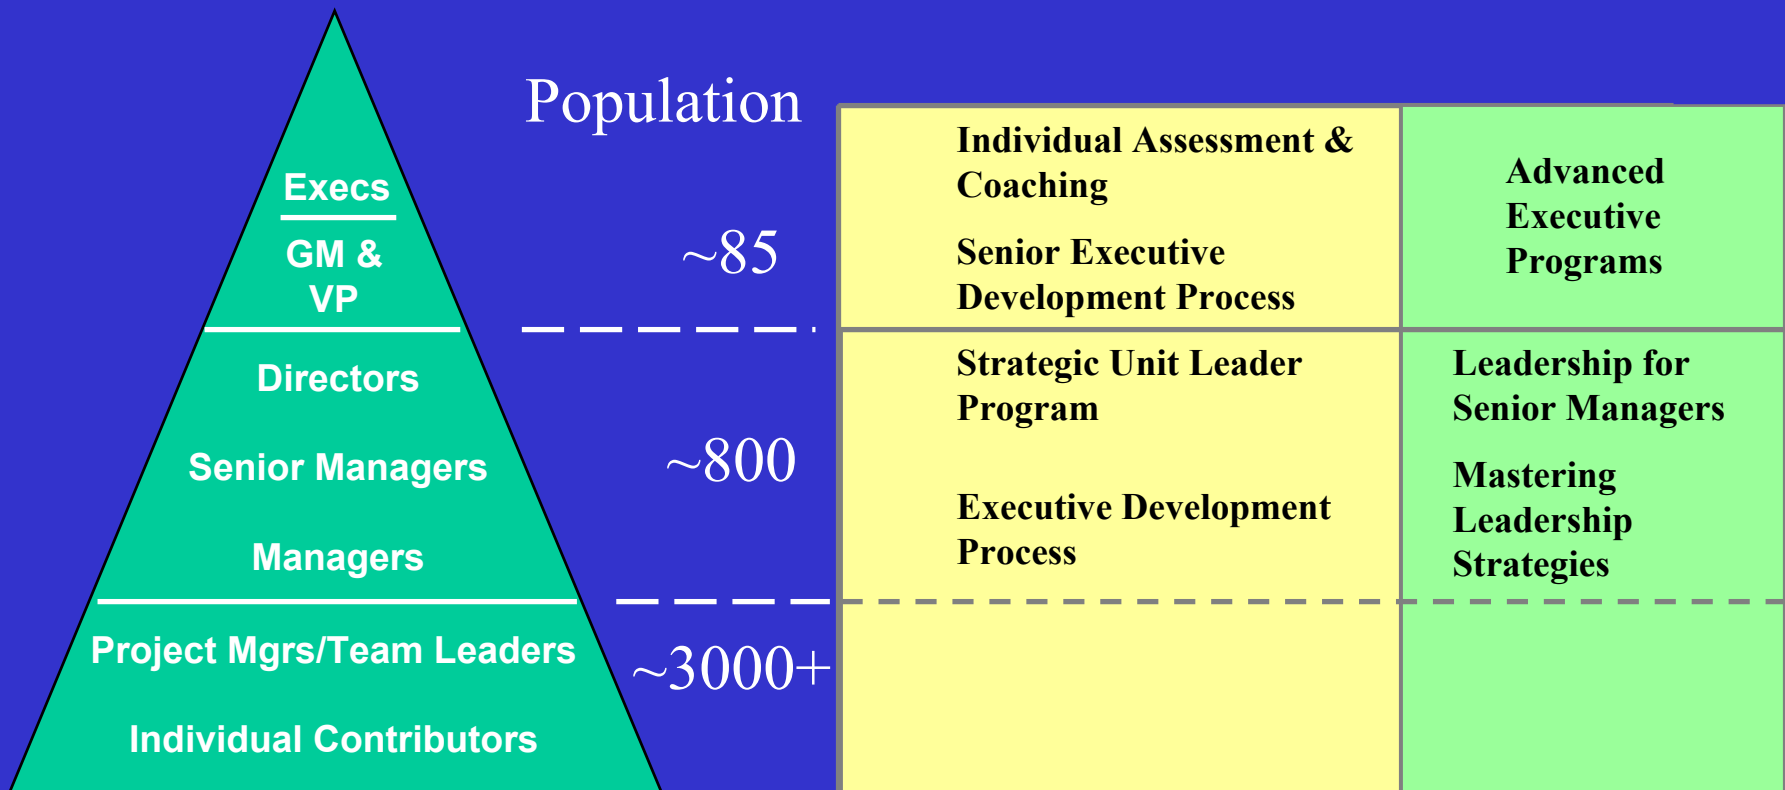 Population
Execs
GM &
VP
Directors
Senior Managers
Managers
Project Mgrs/Team Leaders
Individual Contributors
~85
~800
~3000+
Individual Assessment &
Coaching
Senior Executive
Development Process
Advanced
Executive
Programs
Strategic Unit Leader
Program
Executive Development
Process
Leadership for
Senior Managers
Mastering
Leadership
Strategies